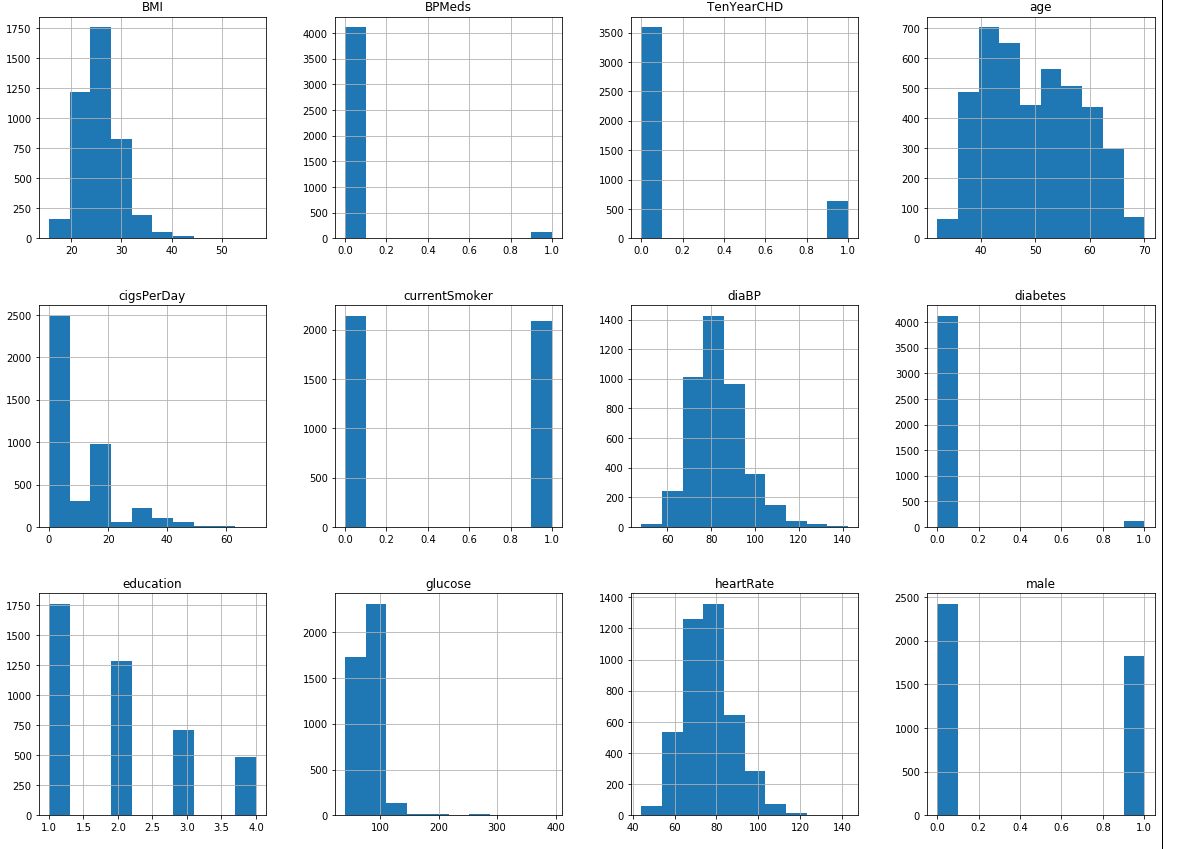 BMI BPMeds TenYearCHD age
1750 4000 3500 700
1500 3500 3000 600
1250 3000 2500 500
1000 2500 2000 400
750 2000 1500 300
500 1500 1000 200
250 1000 500 100
0 500 0 0
0
20 30 40 50 0.0 0.2 0.4 0.6 0.8 1.0 0.0 0.2 0.4 0.6 0.8 1.0 40 50 60 70
cigsPerDay currentSmoker diaBP diabetes
2500 2000 1400 4000
2000 1500 1200 3500
1500 1000 1000 3000
1000 500 800 2500
500 0 600 2000
0 400 1500
200 1000
0 500
0
0 20 40 60 0.0 0.2 0.4 0.6 0.8 1.0 60 80 100 120 140 0.0 0.2 0.4 0.6 0.8 1.0
education glucose heartRate male
1750 2000 1400 2500
1500 1500 1200 2000
1250 1000 1000 1500
1000 500 800 1000
750 0 600 500
500 400 0
250 200
0 0
1.0 1.5 2.0 2.5 3.0 3.5 4.0 100 200 300 400 40 60 80 100 120 140 0.0 0.2 0.4 0.6 0.8 1.0